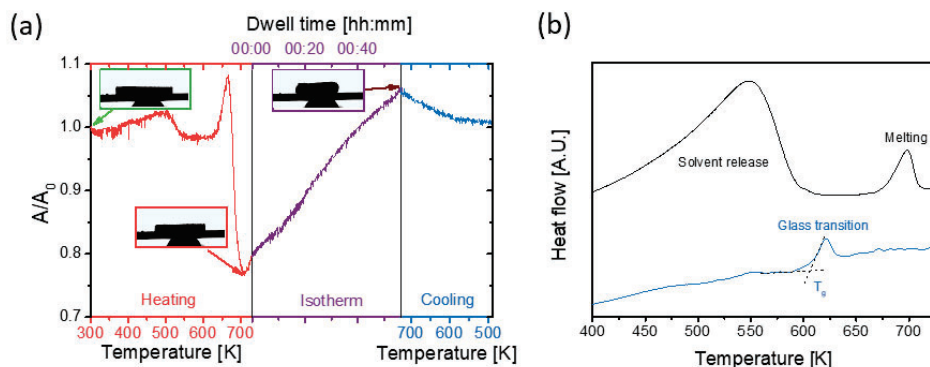 (a)
Dwell time [hh:mm]
00:00 00:20 00:40
A/A0
1.1
1.0
0.9
0.8
0.7
Heating
Isotherm
Cooling
300 400 500 600 700
700 600 500
Temperature [K]
Temperature [K]
(b)
Heat flow [A.U.]
Solvent release
Melting
Glass transition
Tg
400 450 500 550 600 650 700
Temperature [K]